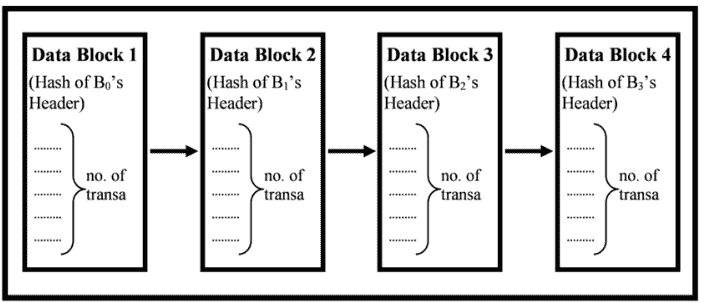 Data Block 1
(Hash of B₀'s
Header)
........
........
........
........
........
no. of
transa
Data Block 2
(Hash of B₁'s
Header)
........
........
........
........
........
no. of
transa
Data Block 3
(Hash of B₂'s
Header)
........
........
........
........
........
no. of
transa
Data Block 4
(Hash of B₃'s
Header)
........
........
........
........
........
no. of
transa